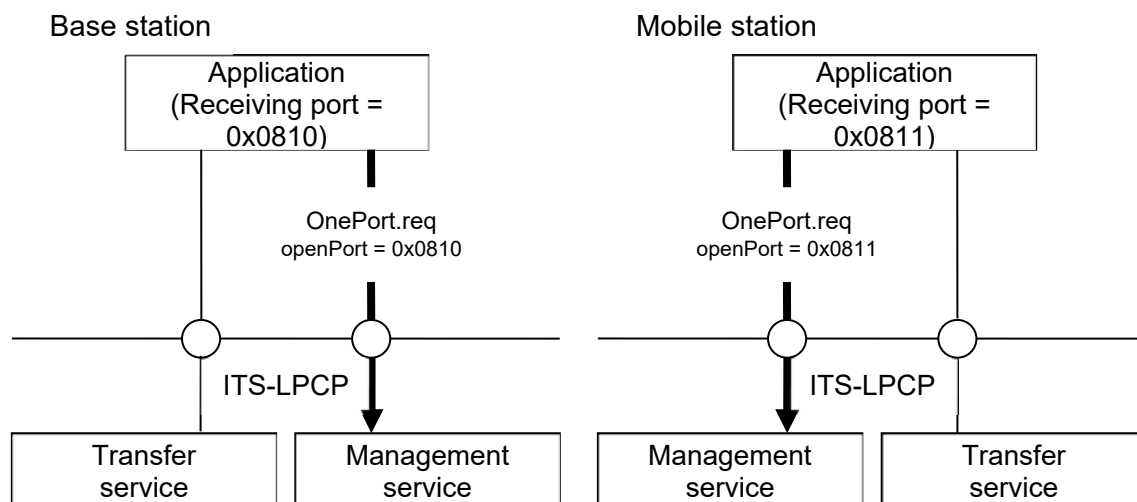 Base station
Application
(Receiving port =
0x0810)
OnePort.req
openPort = 0x0810
ITS-LPCP
Transfer
service
Management
service
Mobile station
Application
(Receiving port =
0x0811)
OnePort.req
openPort = 0x0811
ITS-LPCP
Management
service
Transfer
service